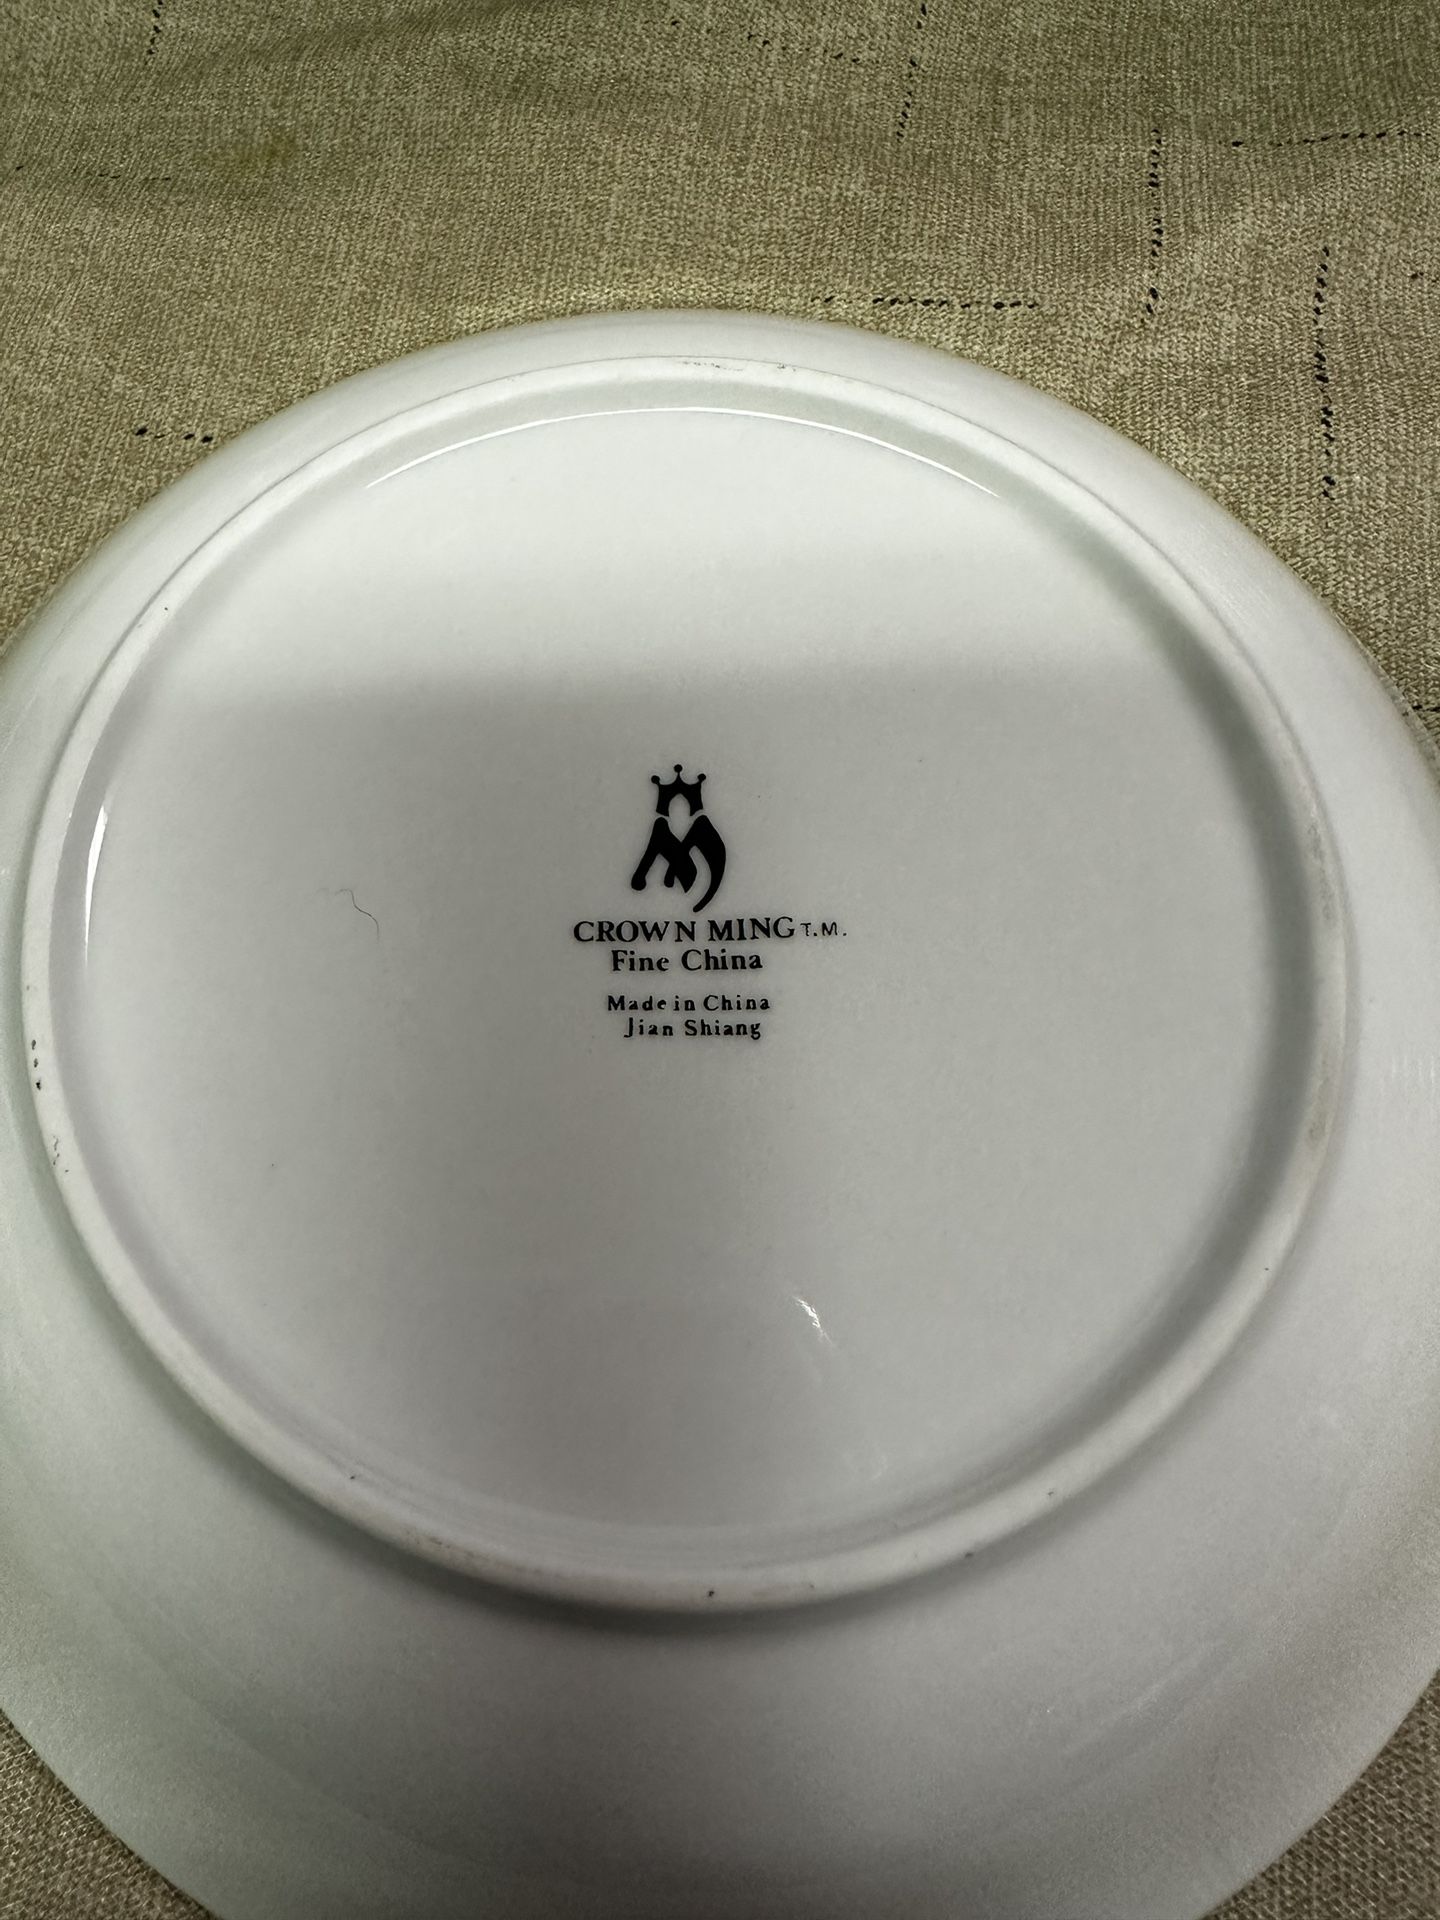 CROWN MING T.M.
Fine China
Made in China
Jian Shiang